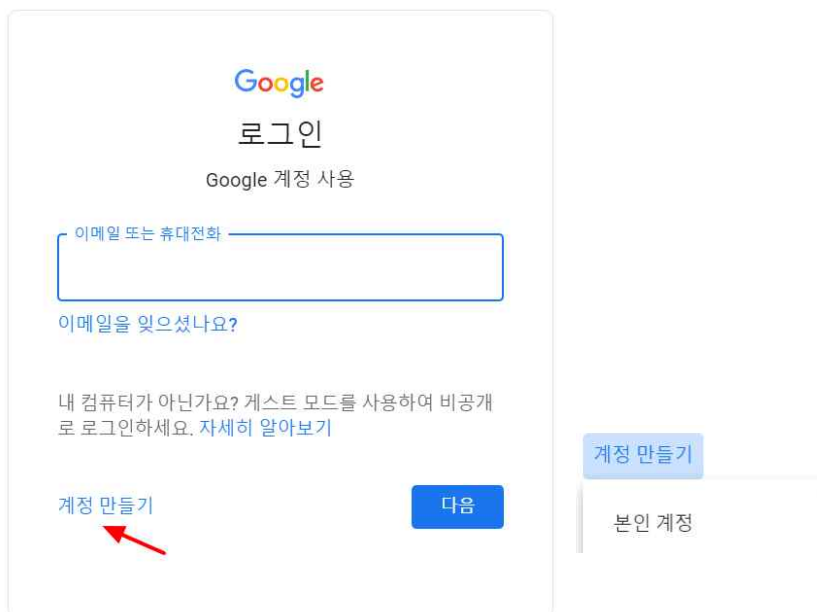 Google
로그인
Google 계정 사용
이메일 또는 휴대전화
이메일을 잊으셨나요?
내 컴퓨터가 아닌가요? 게스트 모드를 사용하여 비공개
로 로그인하세요. 자세히 알아보기
계정 만들기
다음
계정 만들기
본인 계정